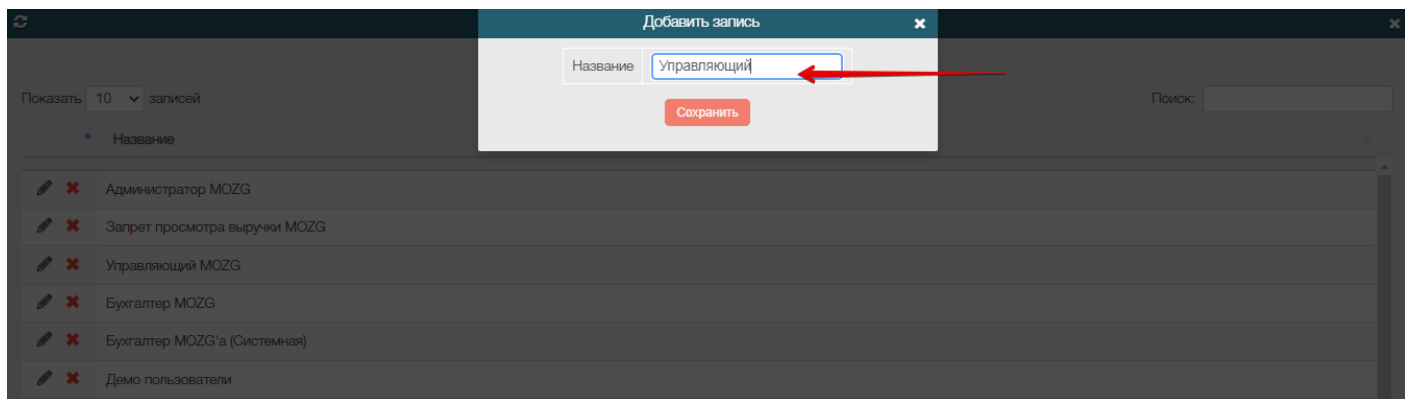 Добавить запись
Название Управляющий
Сохранить
Показать 10 записей Поиск:
Название
Администратор MOZG
Запрет просмотра выручки MOZG
Управляющий MOZG
Бухгалтер MOZG
Бухгалтер MOZG'а (Системная)
Демо пользователи